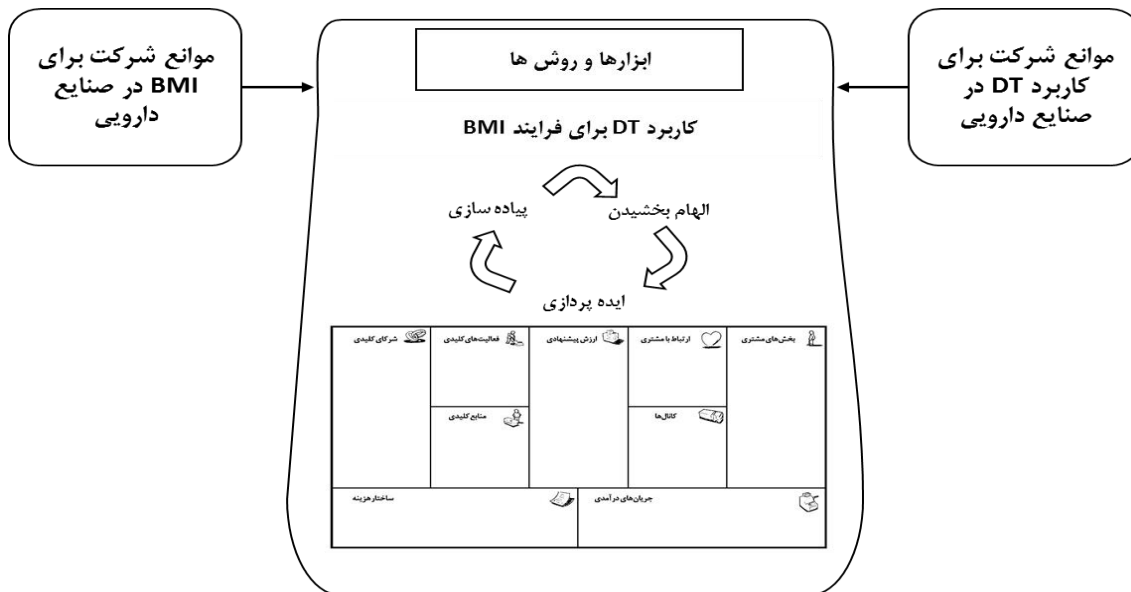 موانع شرکت برای
کاربرد DT در
صنایع دارویی
ابزارها و روش ها
موانع شرکت برای
BMI در صنایع
دارویی
کاربرد DT برای فرایند BMI
الهام بخشیدن
پیاده سازی
ایده پردازی
بخش‌های مشتری
ارتباط با مشتری
ارزش پیشنهادی
فعالیت‌های کلیدی
شرکای کلیدی
کانال‌ها
منابع کلیدی
جریان‌های درآمدی
ساختار هزینه